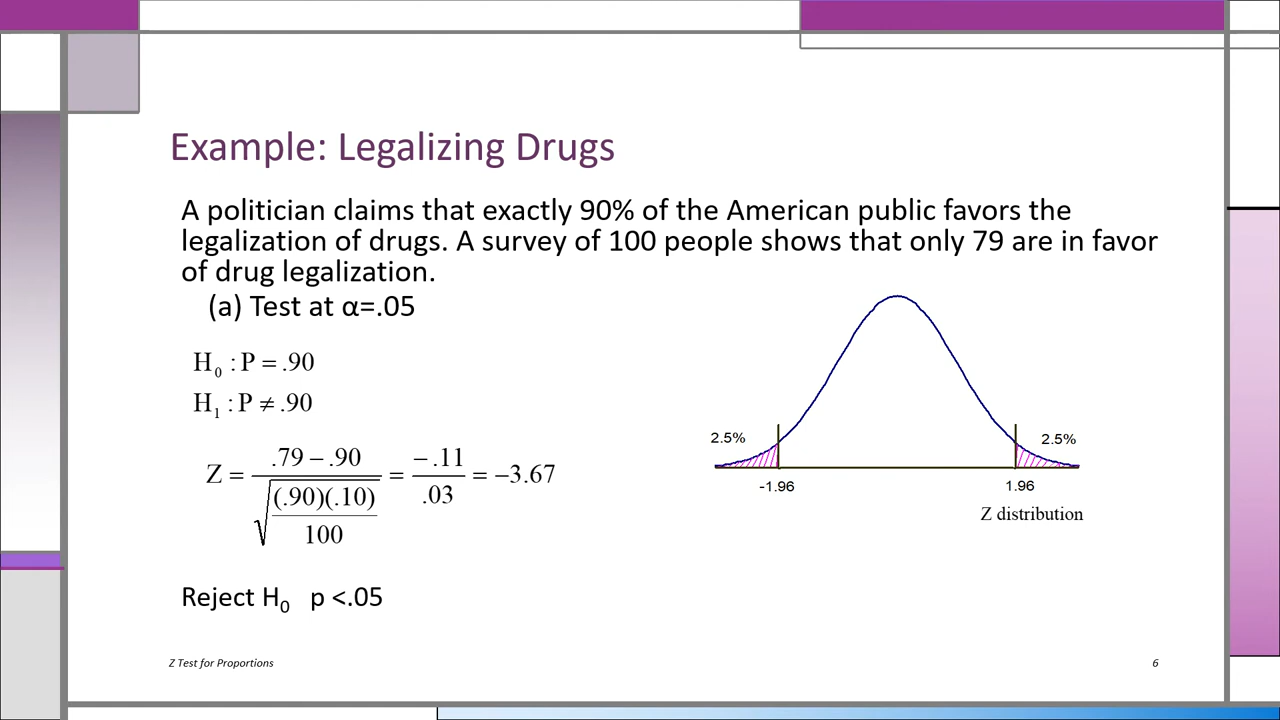 Example: Legalizing Drugs
A politician claims that exactly 90% of the American public favors the
legalization of drugs. A survey of 100 people shows that only 79 are in favor
of drug legalization.
(a) Test at α=.05
H₀ : P = .90
H₁ : P ≠ .90
Z = (.79 − .90) / √((.90)(.10) / 100) = −.11 / .03 = −3.67
Reject H₀ p <.05
2.5% 2.5%
-1.96 1.96
Z distribution
Z Test for Proportions 6